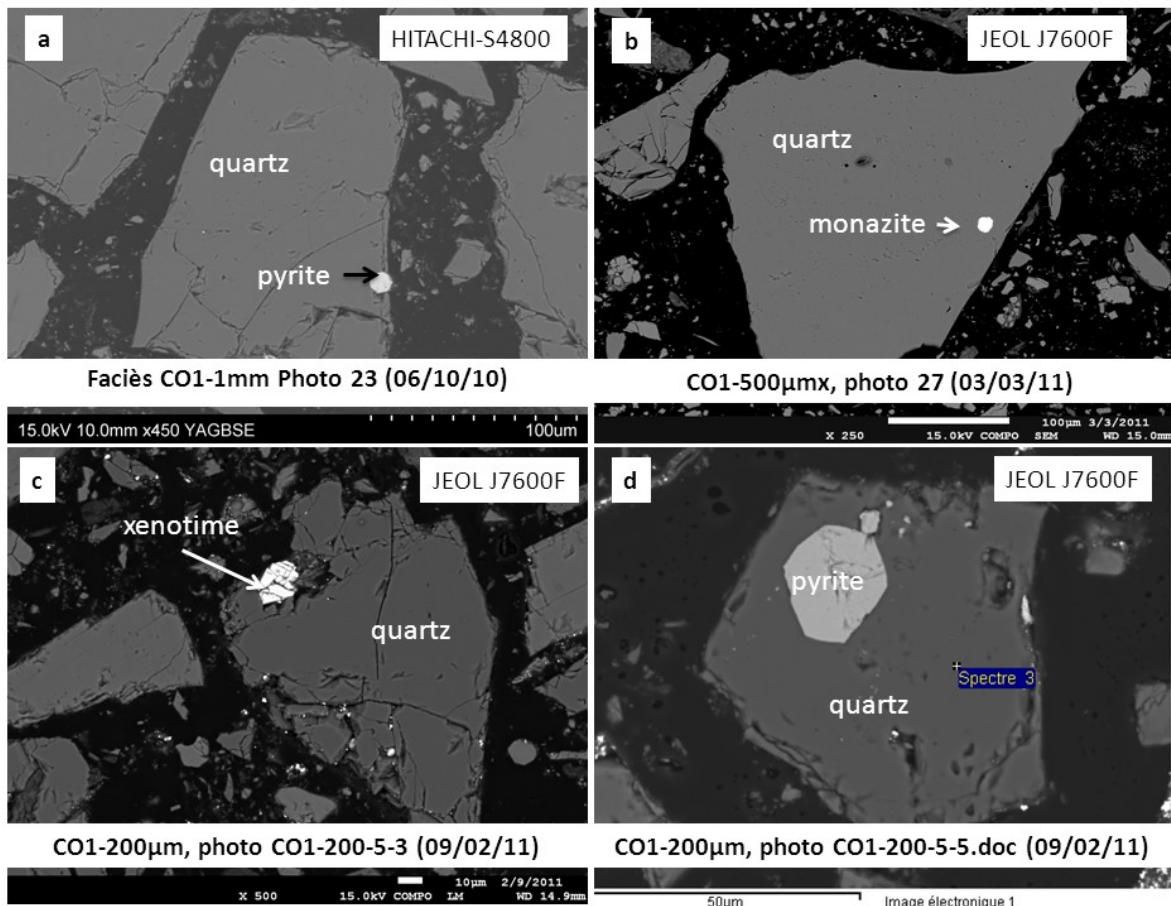 a
HITACHI-S4800
quartz
pyrite
Faciès CO1-1mm Photo 23 (06/10/10)
15.0kV 10.0mm x450 YAGBSE
100um
b
JEOL J7600F
quartz
monazite
CO1-500µmx, photo 27 (03/03/11)
100µm 3/3/2011
X 250 15.0kV COMPO SEM WD 15.0mm
c
JEOL J7600F
xenotime
quartz
CO1-200µm, photo CO1-200-5-3 (09/02/11)
10µm 2/9/2011
X 500 15.0kV COMPO LM WD 14.9mm
d
JEOL J7600F
pyrite
Spectre 3
quartz
CO1-200µm, photo CO1-200-5-5.doc (09/02/11)
50µm Image électronique 1